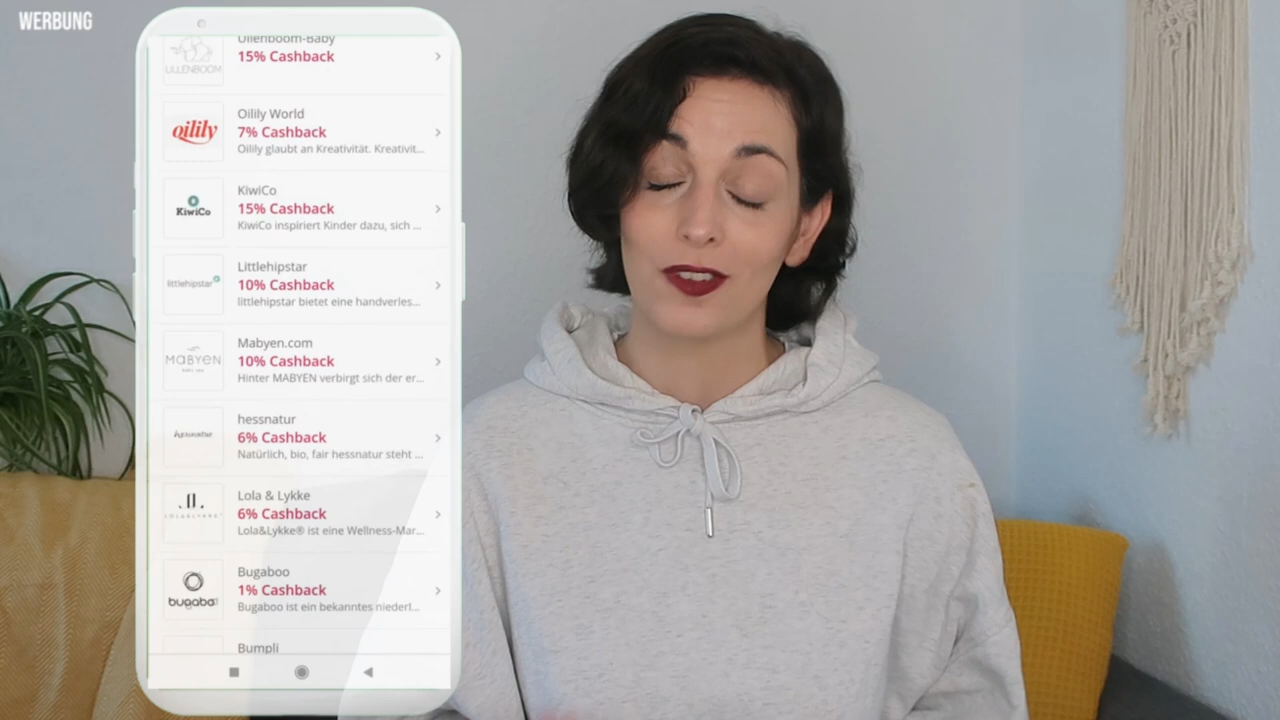 WERBUNG
Ullenboom-Baby
15% Cashback
ULLENBOOM
Oilily World
7% Cashback
Oilily glaubt an Kreativität. Kreativit...
oilily
KiwiCo
15% Cashback
KiwiCo inspiriert Kinder dazu, sich ...
KiwiCo
Littlehipstar
10% Cashback
littlehipstar bietet eine handverles...
littlehipstar
Mabyen.com
10% Cashback
Hinter MABYEN verbirgt sich der er...
MABYEN
hessnatur
6% Cashback
Natürlich, bio, fair hessnatur steht ...
hessnatur
Lola & Lykke
6% Cashback
Lola&Lykke® ist eine Wellness-Mar...
LOLA&LYKKE
Bugaboo
1% Cashback
Bugaboo ist ein bekanntes niederl...
bugaboo
Bumpli